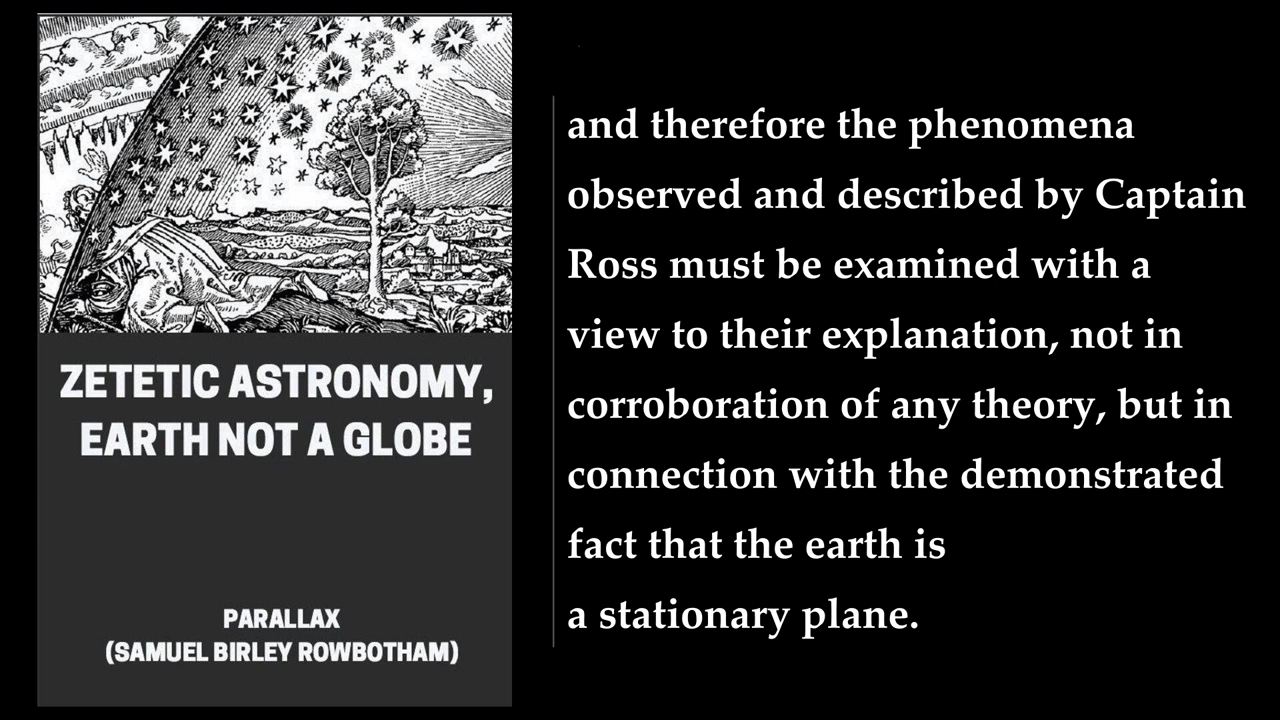 ZETETIC ASTRONOMY,
EARTH NOT A GLOBE
PARALLAX
(SAMUEL BIRLEY ROWBOTHAM)
and therefore the phenomena
observed and described by Captain
Ross must be examined with a
view to their explanation, not in
corroboration of any theory, but in
connection with the demonstrated
fact that the earth is
a stationary plane.